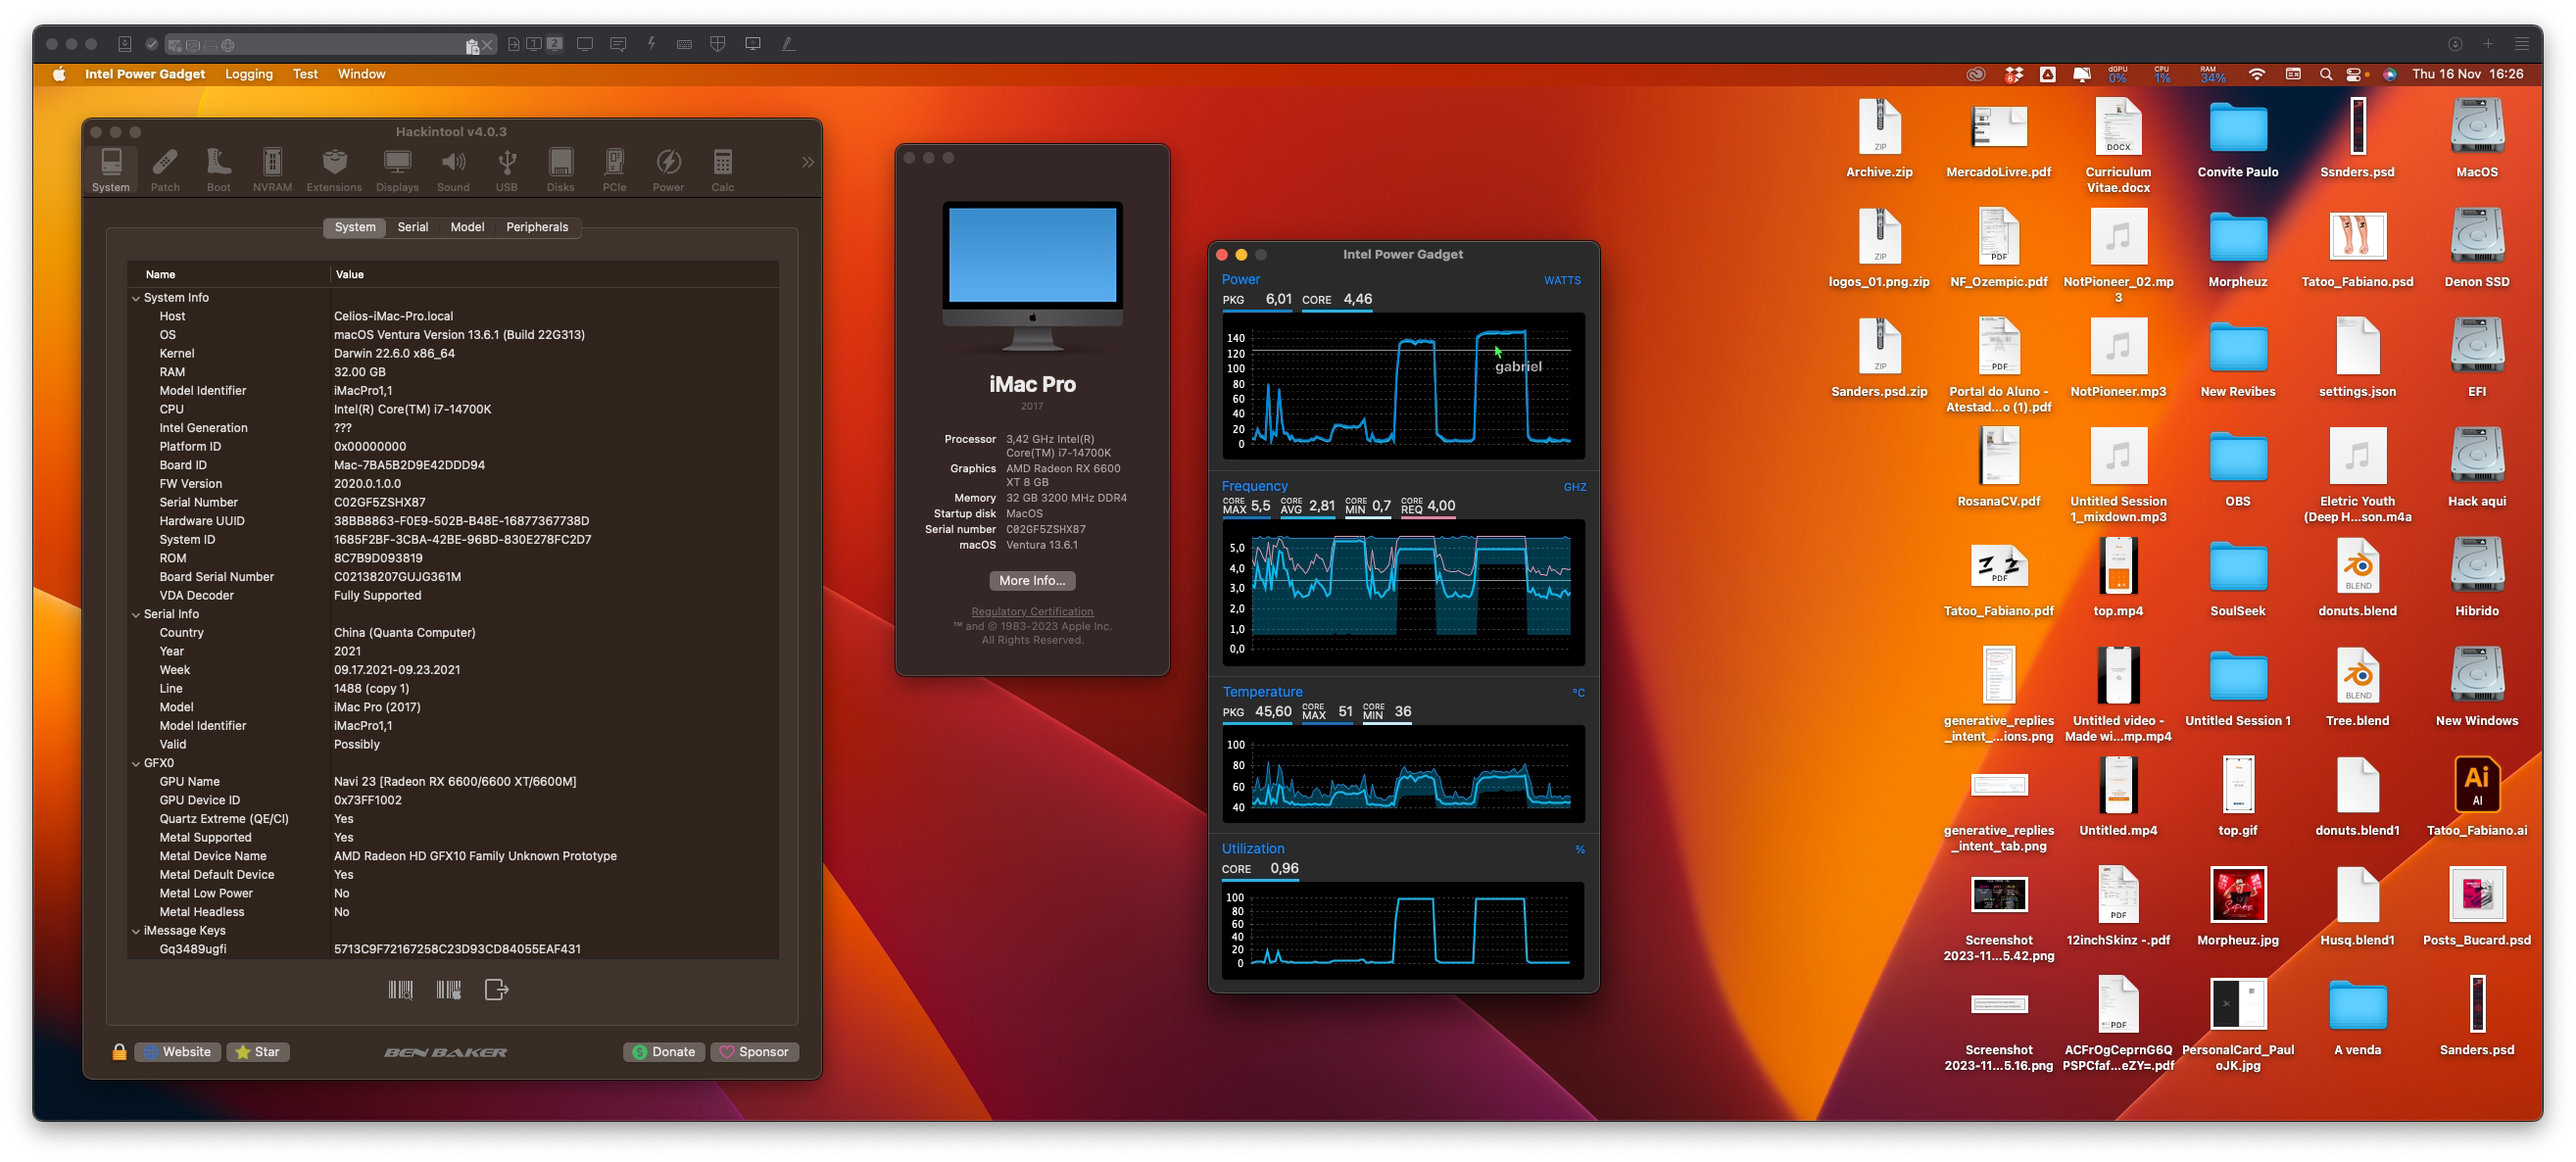 Intel Power Gadget Logging Test Window
dGPU 0% CPU 1% RAM 34% Thu 16 Nov 16:26
Hackintool v4.0.3
System Patch Boot NVRAM Extensions Displays Sound USB Disks PCIe Power Calc
System Serial Model Peripherals
Name Value
System Info
Host Celios-iMac-Pro.local
OS macOS Ventura Version 13.6.1 (Build 22G313)
Kernel Darwin 22.6.0 x86_64
RAM 32.00 GB
Model Identifier iMacPro1,1
CPU Intel(R) Core(TM) i7-14700K
Intel Generation ???
Platform ID 0x00000000
Board ID Mac-7BA5B2D9E42DDD94
FW Version 2020.0.1.0.0
Serial Number C02GF5ZSHX87
Hardware UUID 38BB8863-F0E9-502B-B48E-16877367738D
System ID 1685F2BF-3CBA-42BE-96BD-830E278FC2D7
ROM 8C7B9D093819
Board Serial Number C02138207GUJG361M
VDA Decoder Fully Supported
Serial Info
Country China (Quanta Computer)
Year 2021
Week 09.17.2021-09.23.2021
Line 1488 (copy 1)
Model iMac Pro (2017)
Model Identifier iMacPro1,1
Valid Possibly
GFX0
GPU Name Navi 23 [Radeon RX 6600/6600 XT/6600M]
GPU Device ID 0x73FF1002
Quartz Extreme (QE/CI) Yes
Metal Supported Yes
Metal Device Name AMD Radeon HD GFX10 Family Unknown Prototype
Metal Default Device Yes
Metal Low Power No
Metal Headless No
iMessage Keys
Gq3489ugfi 5713C9F72167258C23D93CD84055EAF431
Website Star BEN BAKER Donate Sponsor
iMac Pro
2017
Processor 3,42 GHz Intel(R)
Core(TM) i7-14700K
Graphics AMD Radeon RX 6600
XT 8 GB
Memory 32 GB 3200 MHz DDR4
Startup disk MacOS
Serial number C02GF5ZSHX87
macOS Ventura 13.6.1
More Info...
Regulatory Certification
™ and © 1983-2023 Apple Inc.
All Rights Reserved.
Intel Power Gadget
Power WATTS
PKG 6,01 CORE 4,46
140
120
100
80
60
40
20
0
gabriel
Frequency GHZ
CORE MAX 5,5 CORE AVG 2,81 CORE MIN 0,7 CORE REQ 4,00
5,0
4,0
3,0
2,0
1,0
0,0
Temperature °C
PKG 45,60 CORE MAX 51 CORE MIN 36
100
80
60
40
Utilization %
CORE 0,96
100
80
60
40
20
0
ZIP DOCX
Archive.zip MercadoLivre.pdf Curriculum Vitae.docx Convite Paulo Ssnders.psd MacOS
ZIP PDF
logos_01.png.zip NF_Ozempic.pdf NotPioneer_02.mp3 Morpheuz Tatoo_Fabiano.psd Denon SSD
ZIP PDF
Sanders.psd.zip Portal do Aluno - Atestad...o (1).pdf NotPioneer.mp3 New Revibes settings.json EFI
RosanaCV.pdf Untitled Session 1_mixdown.mp3 OBS Eletric Youth (Deep H...son.m4a Hack aqui
PDF BLEND
Tatoo_Fabiano.pdf top.mp4 SoulSeek donuts.blend Hibrido
BLEND
generative_replies_intent_...ions.png Untitled video - Made wi...mp.mp4 Untitled Session 1 Tree.blend New Windows
Ai
AI
generative_replies_intent_tab.png Untitled.mp4 top.gif donuts.blend1 Tatoo_Fabiano.ai
PDF
Screenshot 2023-11...5.42.png 12inchSkinz -.pdf Morpheuz.jpg Husq.blend1 Posts_Bucard.psd
PDF
Screenshot 2023-11...5.16.png ACFrOgCeprnG6QPSPCfaf...eZY=.pdf PersonalCard_PauloJK.jpg A venda Sanders.psd